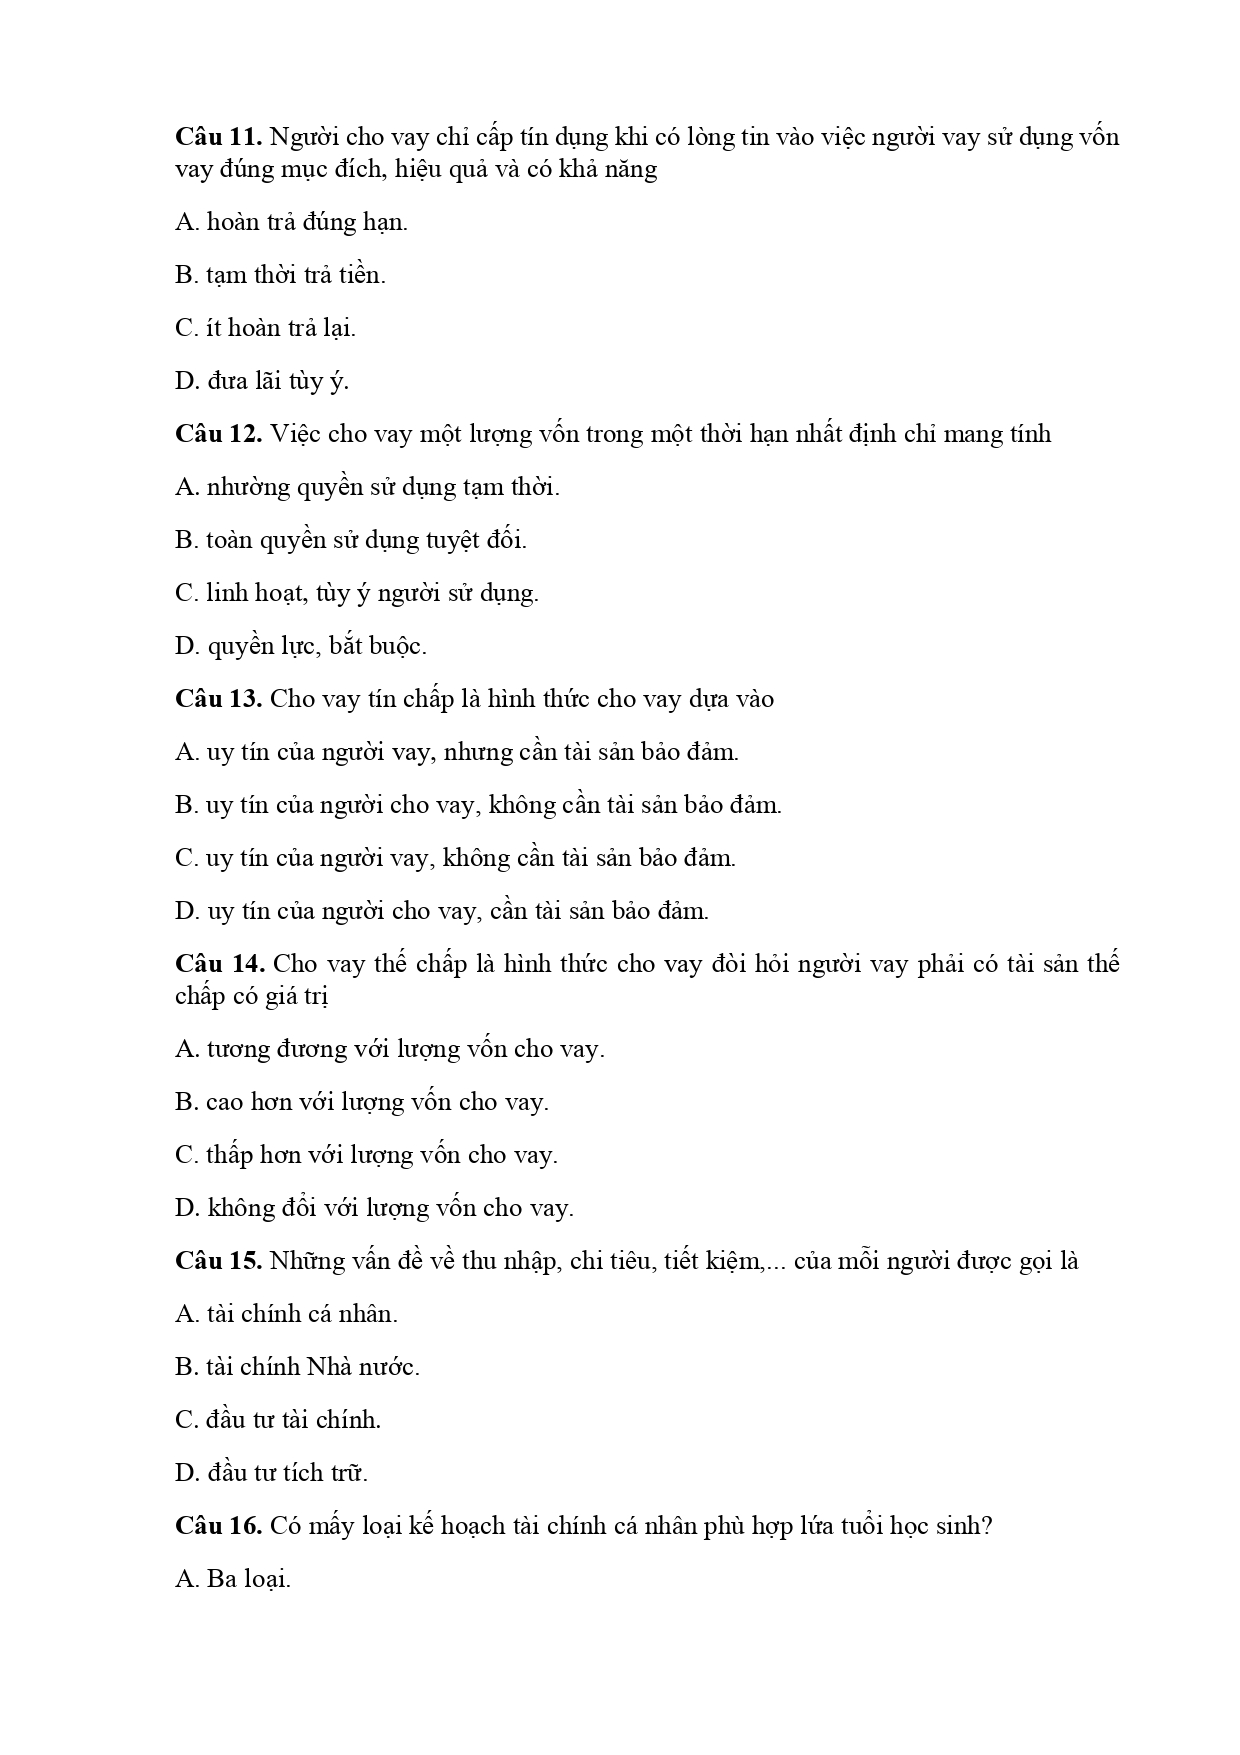 Câu 11. Người cho vay chỉ cấp tín dụng khi có lòng tin vào việc người vay sử dụng vốn
vay đúng mục đích, hiệu quả và có khả năng
A. hoàn trả đúng hạn.
B. tạm thời trả tiền.
C. ít hoàn trả lại.
D. đưa lãi tùy ý.
Câu 12. Việc cho vay một lượng vốn trong một thời hạn nhất định chỉ mang tính
A. nhường quyền sử dụng tạm thời.
B. toàn quyền sử dụng tuyệt đối.
C. linh hoạt, tùy ý người sử dụng.
D. quyền lực, bắt buộc.
Câu 13. Cho vay tín chấp là hình thức cho vay dựa vào
A. uy tín của người vay, nhưng cần tài sản bảo đảm.
B. uy tín của người cho vay, không cần tài sản bảo đảm.
C. uy tín của người vay, không cần tài sản bảo đảm.
D. uy tín của người cho vay, cần tài sản bảo đảm.
Câu 14. Cho vay thế chấp là hình thức cho vay đòi hỏi người vay phải có tài sản thế
chấp có giá trị
A. tương đương với lượng vốn cho vay.
B. cao hơn với lượng vốn cho vay.
C. thấp hơn với lượng vốn cho vay.
D. không đổi với lượng vốn cho vay.
Câu 15. Những vấn đề về thu nhập, chi tiêu, tiết kiệm,... của mỗi người được gọi là
A. tài chính cá nhân.
B. tài chính Nhà nước.
C. đầu tư tài chính.
D. đầu tư tích trữ.
Câu 16. Có mấy loại kế hoạch tài chính cá nhân phù hợp lứa tuổi học sinh?
A. Ba loại.